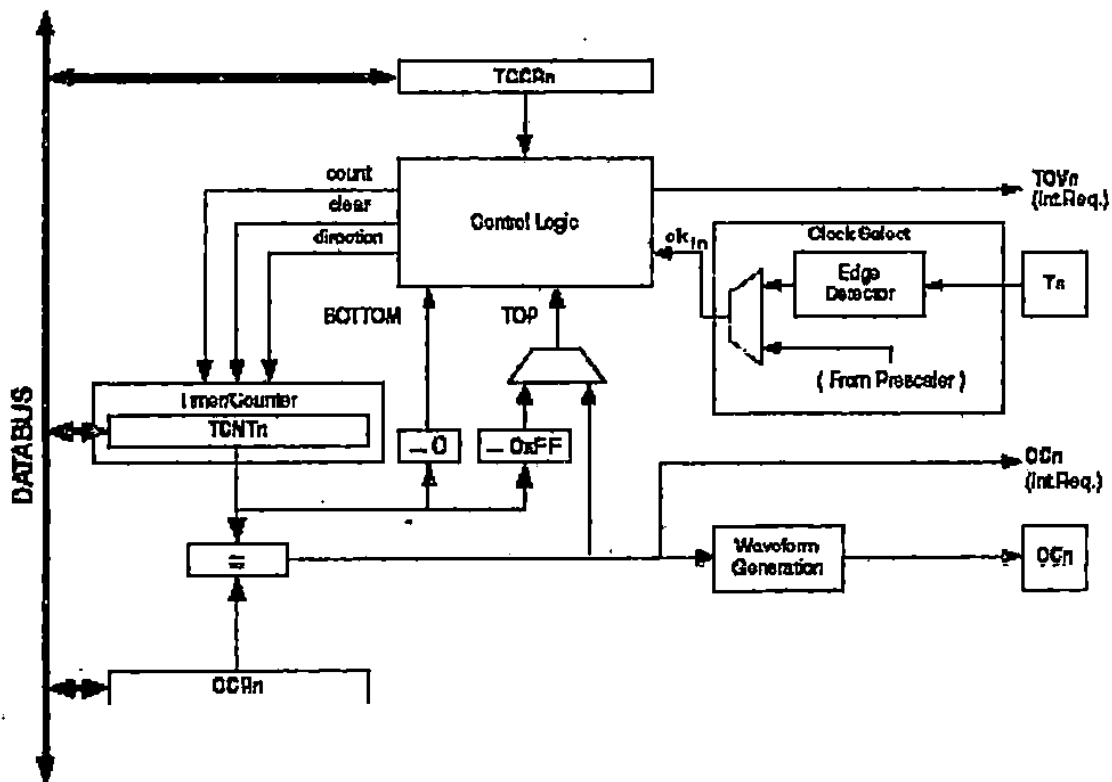 TCCRn
count
clear
direction
Control Logic
TOVn
(Int.Req.)
clk
In
Clock Select
Edge
Detector
Tn
BOTTOM
TOP
( From Prescaler )
Timer/Counter
TCNTn
DATABUS
= 0
= 0xFF
OCn
(Int.Req.)
=
Waveform
Generation
OCn
OCRn